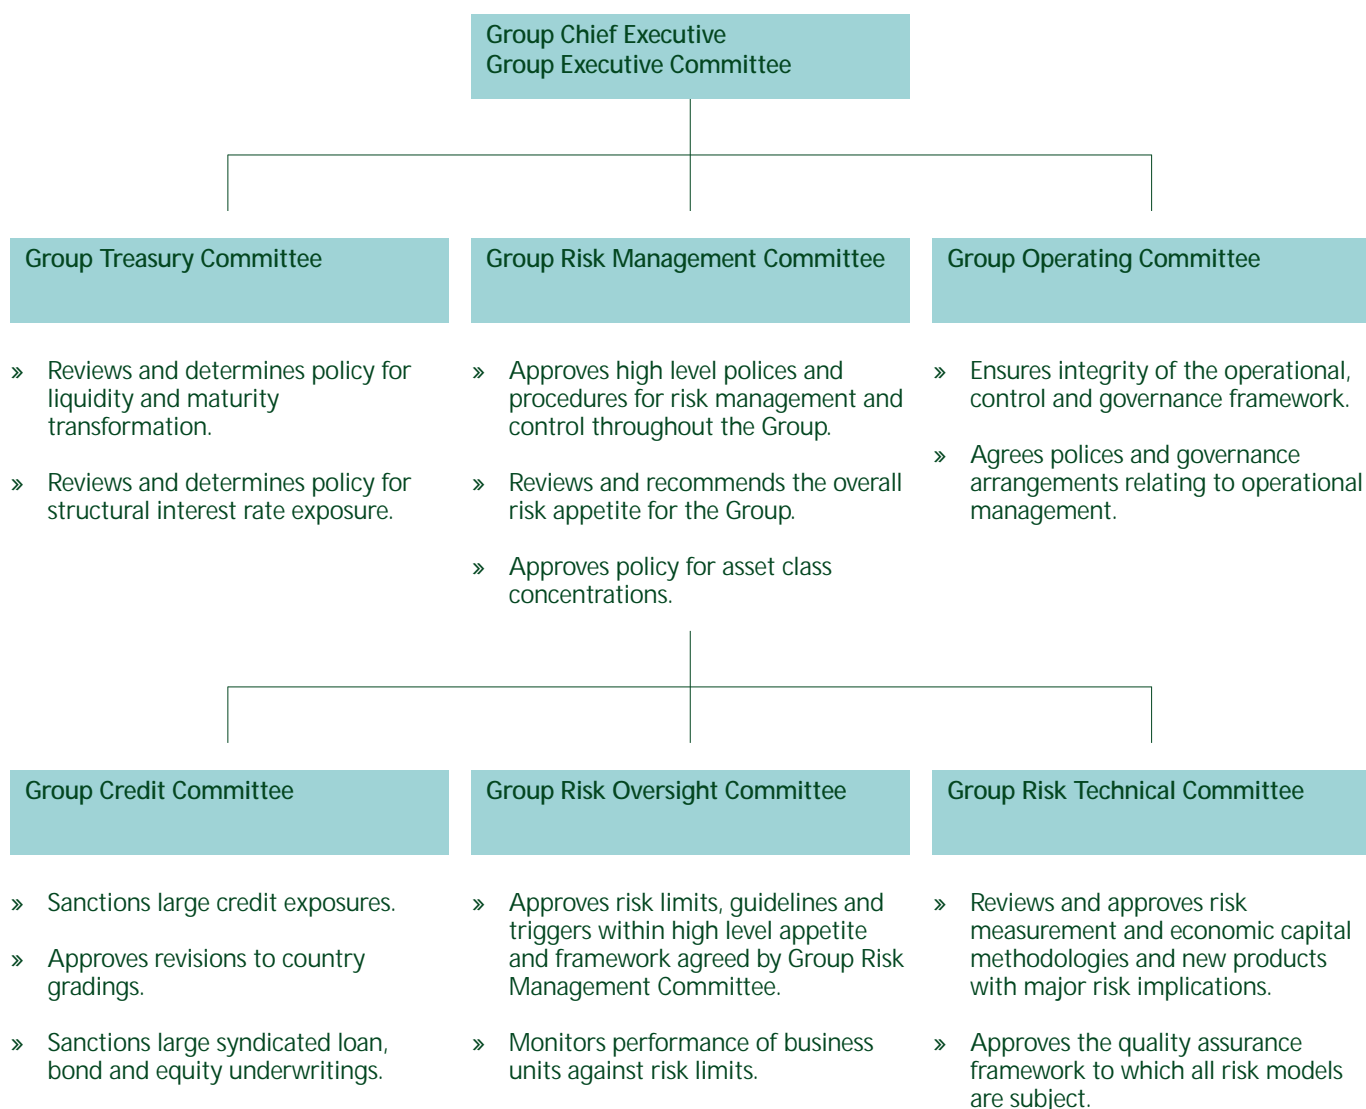 Group Chief Executive
Group Executive Committee
Group Treasury Committee
» Reviews and determines policy for
liquidity and maturity
transformation.
» Reviews and determines policy for
structural interest rate exposure.
Group Risk Management Committee
» Approves high level polices and
procedures for risk management and
control throughout the Group.
» Reviews and recommends the overall
risk appetite for the Group.
» Approves policy for asset class
concentrations.
Group Operating Committee
» Ensures integrity of the operational,
control and governance framework.
» Agrees polices and governance
arrangements relating to operational
management.
Group Credit Committee
» Sanctions large credit exposures.
» Approves revisions to country
gradings.
» Sanctions large syndicated loan,
bond and equity underwritings.
Group Risk Oversight Committee
» Approves risk limits, guidelines and
triggers within high level appetite
and framework agreed by Group Risk
Management Committee.
» Monitors performance of business
units against risk limits.
Group Risk Technical Committee
» Reviews and approves risk
measurement and economic capital
methodologies and new products
with major risk implications.
» Approves the quality assurance
framework to which all risk models
are subject.